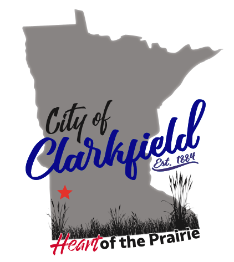 City of
Clarkfield
Est. 1884
Heart of the Prairie